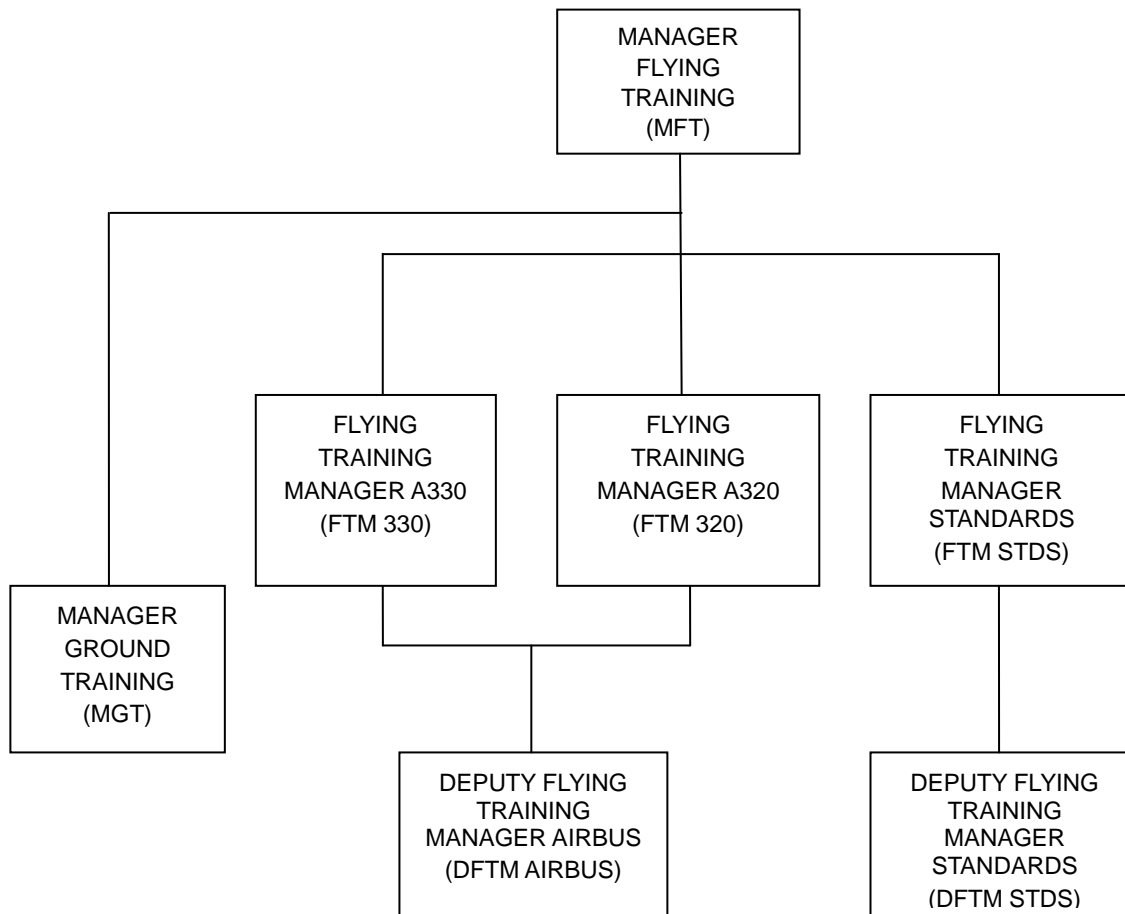 MANAGER
FLYING
TRAINING
(MFT)
FLYING
TRAINING
MANAGER A330
(FTM 330)
FLYING
TRAINING
MANAGER A320
(FTM 320)
FLYING
TRAINING
MANAGER
STANDARDS
(FTM STDS)
MANAGER
GROUND
TRAINING
(MGT)
DEPUTY FLYING
TRAINING
MANAGER AIRBUS
(DFTM AIRBUS)
DEPUTY FLYING
TRAINING
MANAGER
STANDARDS
(DFTM STDS)